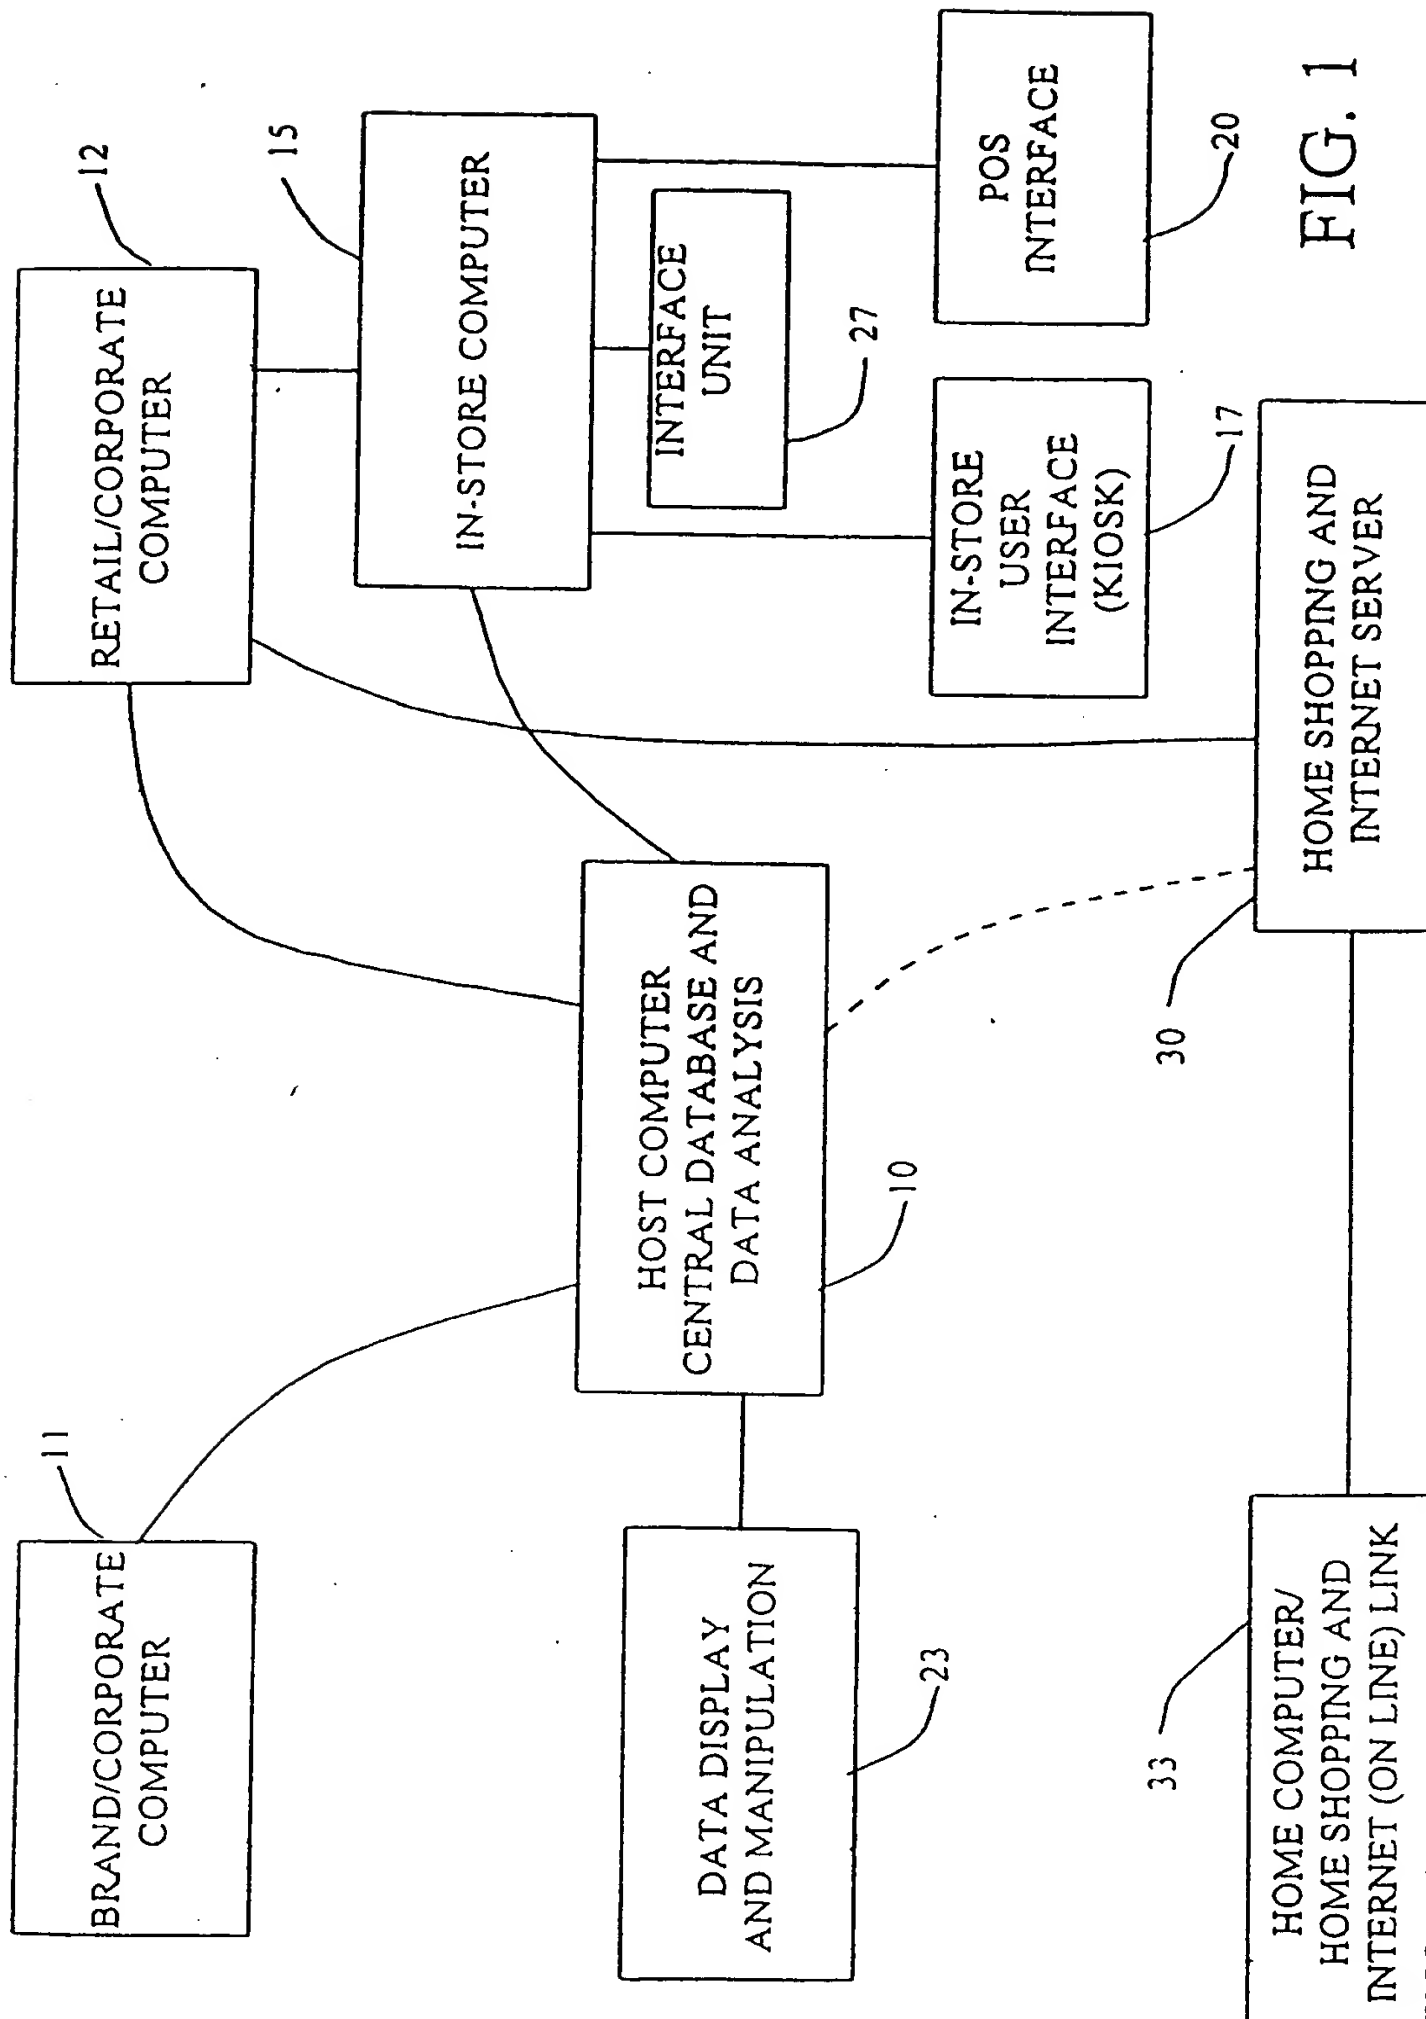 BRAND/CORPORATE
COMPUTER
11
RETAIL/CORPORATE
COMPUTER
12
15
IN-STORE COMPUTER
INTERFACE
UNIT
27
HOST COMPUTER
CENTRAL DATABASE AND
DATA ANALYSIS
10
DATA DISPLAY
AND MANIPULATION
23
IN-STORE
USER
INTERFACE
(KIOSK)
17
POS
INTERFACE
20
33
HOME COMPUTER/
HOME SHOPPING AND
INTERNET (ON LINE) LINK
30
HOME SHOPPING AND
INTERNET SERVER
FIG. 1